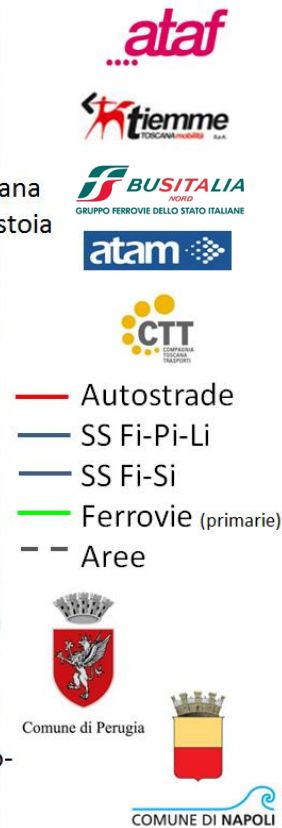 ataf
tiemme
TOSCANA mobilità S.p.A.
ana
BUSITALIA
NORD
stoia
GRUPPO FERROVIE DELLO STATO ITALIANE
atam
CTT
COMPAGNIA
TOSCANA
TRASPORTI
Autostrade
SS Fi-Pi-Li
SS Fi-Si
Ferrovie (primarie)
Aree
Comune di Perugia
o-
COMUNE DI NAPOLI